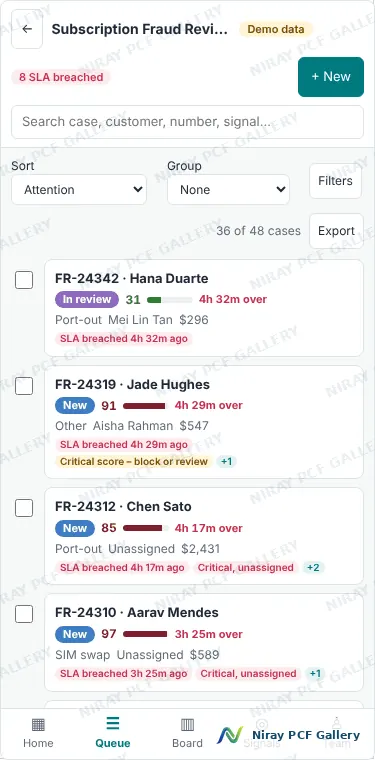 ← Subscription Fraud Revi... Demo data
8 SLA breached
+ New
Search case, customer, number, signal...
Sort Group
Attention None Filters
36 of 48 cases Export
FR-24342 · Hana Duarte
In review 31 4h 32m over
Port-out Mei Lin Tan $296
SLA breached 4h 32m ago
FR-24319 · Jade Hughes
New 91 4h 29m over
Other Aisha Rahman $547
SLA breached 4h 29m ago
Critical score – block or review +1
FR-24312 · Chen Sato
New 85 4h 17m over
Port-out Unassigned $2,431
SLA breached 4h 17m ago Critical, unassigned +2
FR-24310 · Aarav Mendes
New 97 3h 25m over
SIM swap Unassigned $589
SLA breached 3h 25m ago Critical, unassigned +1
Niray PCF Gallery
Home Queue Board Signals Team
NIRAY PCF GALLERY